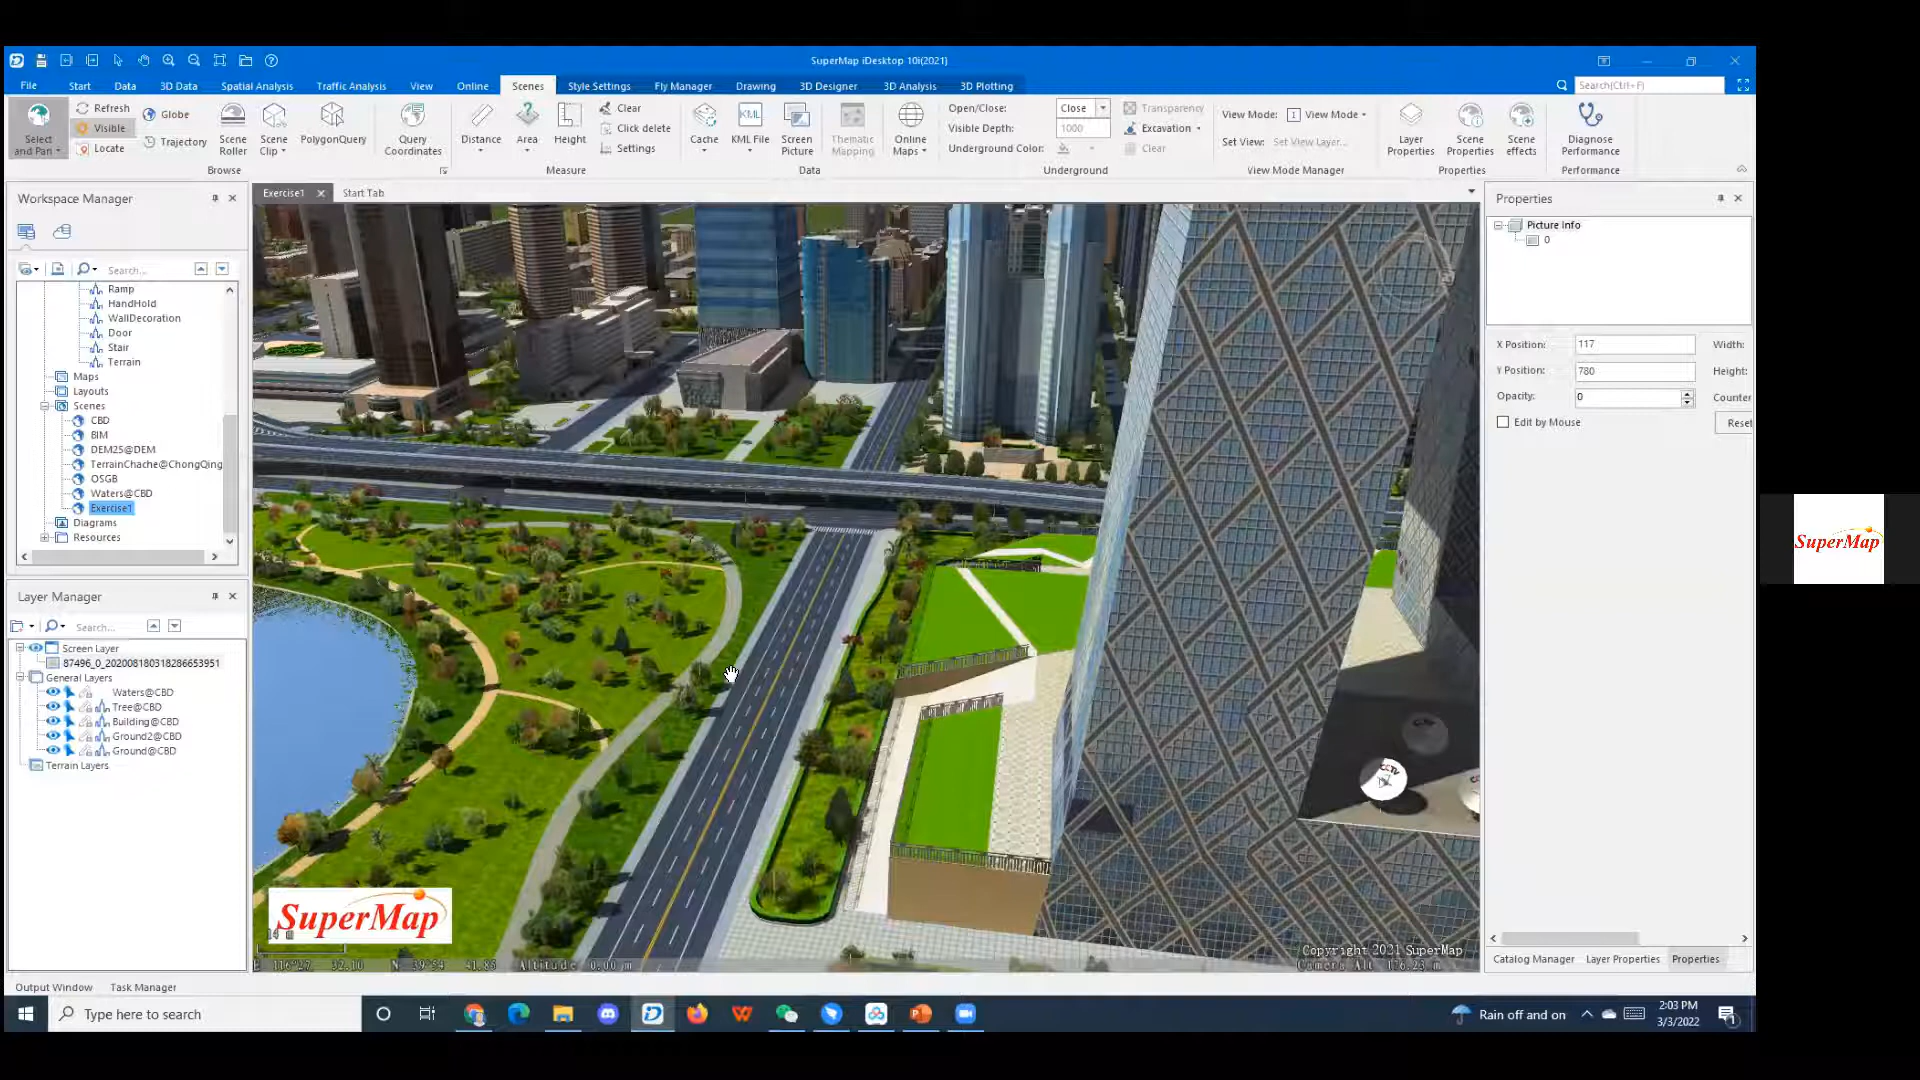 SuperMap iDesktop 10i(2021)
File Start Data 3D Data Spatial Analysis Traffic Analysis View Online Scenes Style Settings Fly Manager Drawing 3D Designer 3D Analysis 3D Plotting Search(Ctrl+F)
Select and Pan
Refresh
Visible
Locate
Globe
Trajectory
Scene Roller
Scene Clip
PolygonQuery
Query Coordinates
Distance
Area
Height
Clear
Click delete
Settings
Cache
KML
KML File
Screen Picture
Thematic Mapping
Online Maps
Open/Close: Close
Visible Depth: 1000
Underground Color:
Transparency
Excavation
Clear
View Mode: View Mode
Set View: Set View Layer...
Layer Properties
Scene Properties
Scene effects
Diagnose Performance
Browse Measure Data Underground View Mode Manager Properties Performance
Workspace Manager
Search...
Ramp
HandHold
WallDecoration
Door
Stair
Terrain
Maps
Layouts
Scenes
CBD
BIM
DEM25@DEM
TerrainChache@ChongQing
OSGB
Waters@CBD
Exercise1
Diagrams
Resources
Layer Manager
Search...
Screen Layer
87496_0_202008180318286653951
General Layers
Waters@CBD
Tree@CBD
Building@CBD
Ground2@CBD
Ground@CBD
Terrain Layers
Exercise1 Start Tab
CCTV
SuperMap
Copyright 2021 SuperMap
Altitude 0.00 m
Properties
Picture Info
0
X Position: 117 Width:
Y Position: 780 Height:
Opacity: 0 Counter
Edit by Mouse Reset
Catalog Manager Layer Properties Properties
SuperMap
Output Window Task Manager
Type here to search
Rain off and on
2:03 PM
3/3/2022